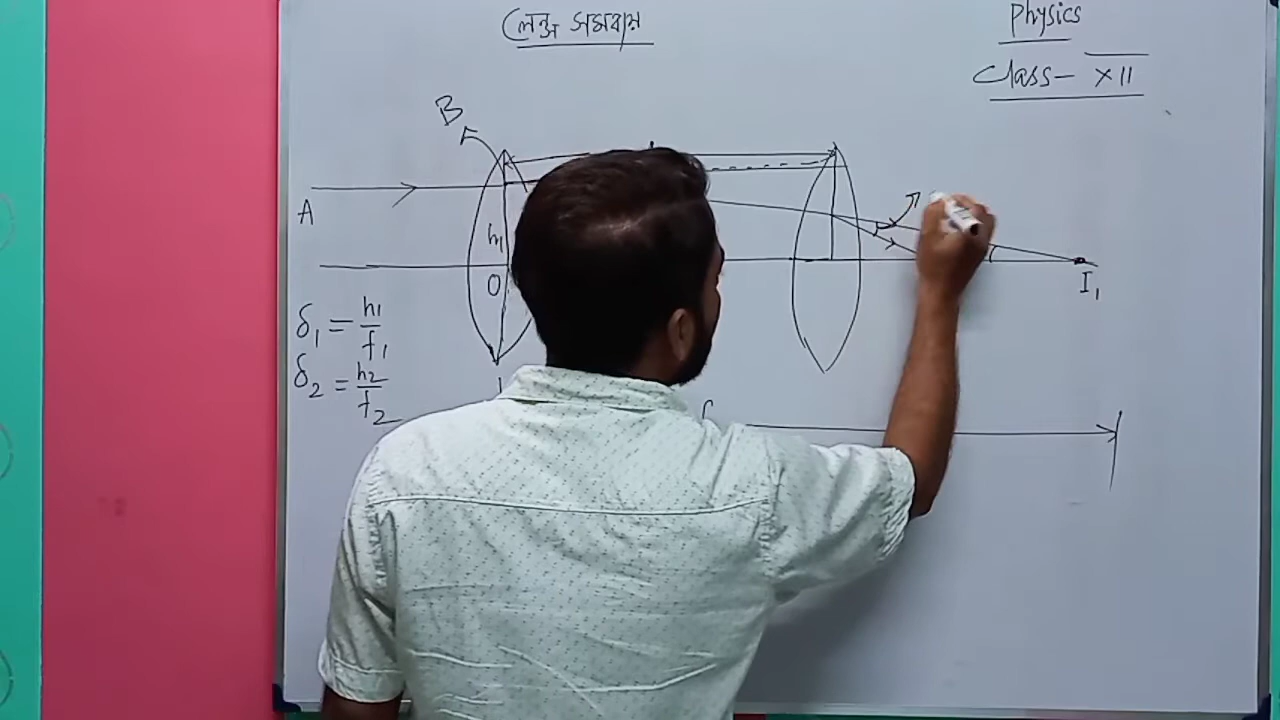 লেন্স সমবায়
Physics
Class- XII
B
A
h1
O
I1
δ1 = h1/f1
δ2 = h2/f2